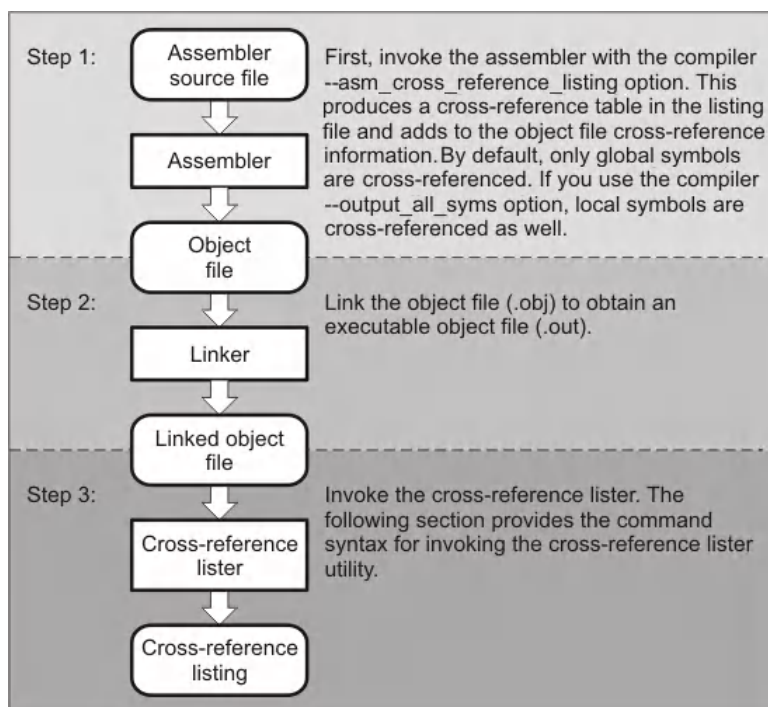 Step 1:
Assembler
source file
Assembler
Object
file
First, invoke the assembler with the compiler
--asm_cross_reference_listing option. This
produces a cross-reference table in the listing
file and adds to the object file cross-reference
information. By default, only global symbols
are cross-referenced. If you use the compiler
--output_all_syms option, local symbols are
cross-referenced as well.
Step 2:
Linker
Linked object
file
Link the object file (.obj) to obtain an
executable object file (.out).
Step 3:
Cross-reference
lister
Cross-reference
listing
Invoke the cross-reference lister. The
following section provides the command
syntax for invoking the cross-reference lister
utility.